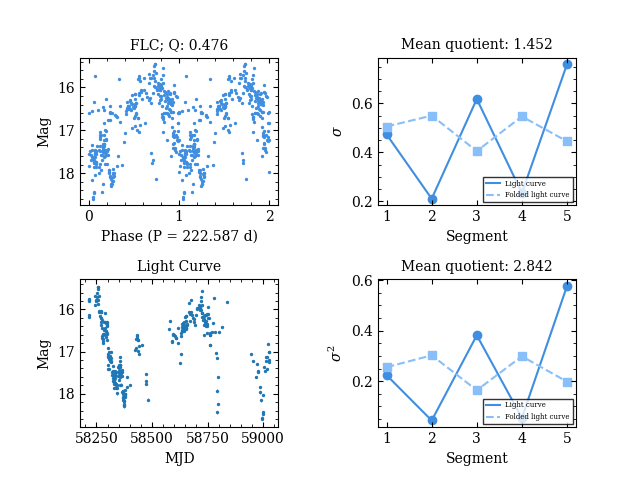 FLC; Q: 0.476
Mag
16
17
18
0
1
2
Phase (P = 222.587 d)
Mean quotient: 1.452
σ
0.6
0.4
0.2
Light curve
Folded light curve
1
2
3
4
5
Segment
Light Curve
Mag
16
17
18
58250
58500
58750
59000
MJD
Mean quotient: 2.842
σ²
0.6
0.4
0.2
Light curve
Folded light curve
1
2
3
4
5
Segment